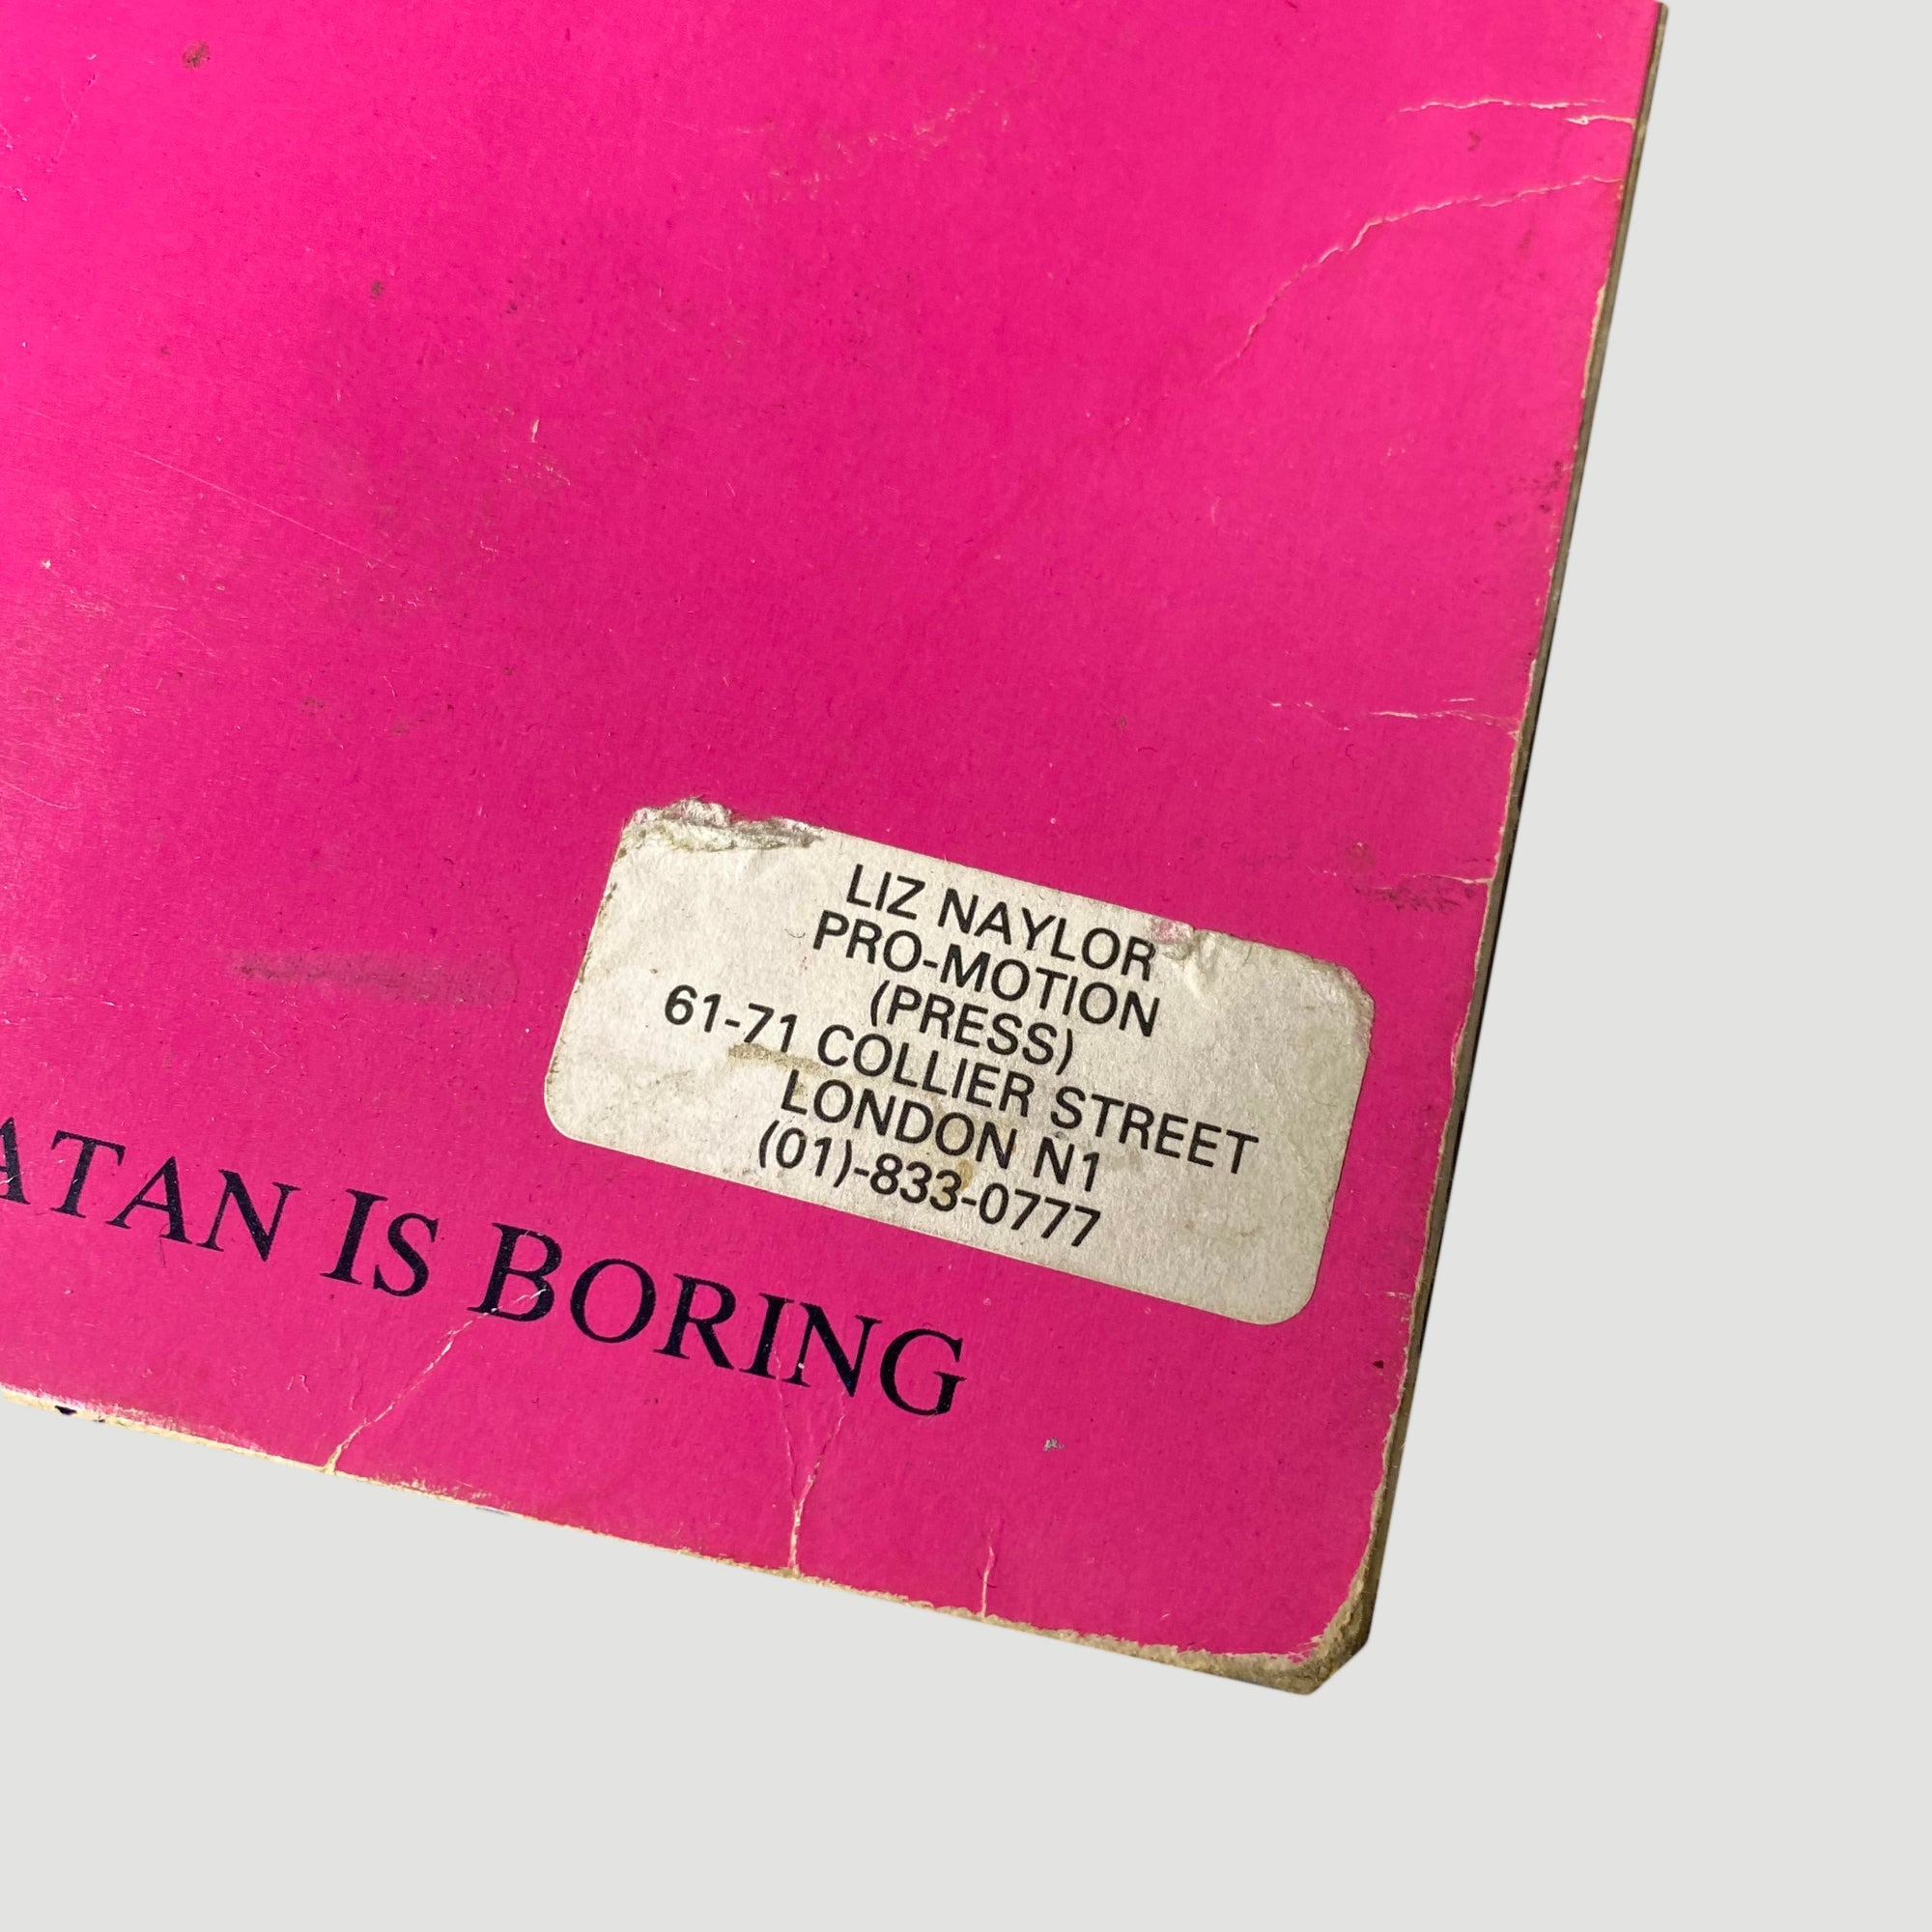 LIZ NAYLOR
PRO-MOTION
(PRESS)
61-71 COLLIER STREET
LONDON N1
(01)-833-0777
ATAN IS BORING